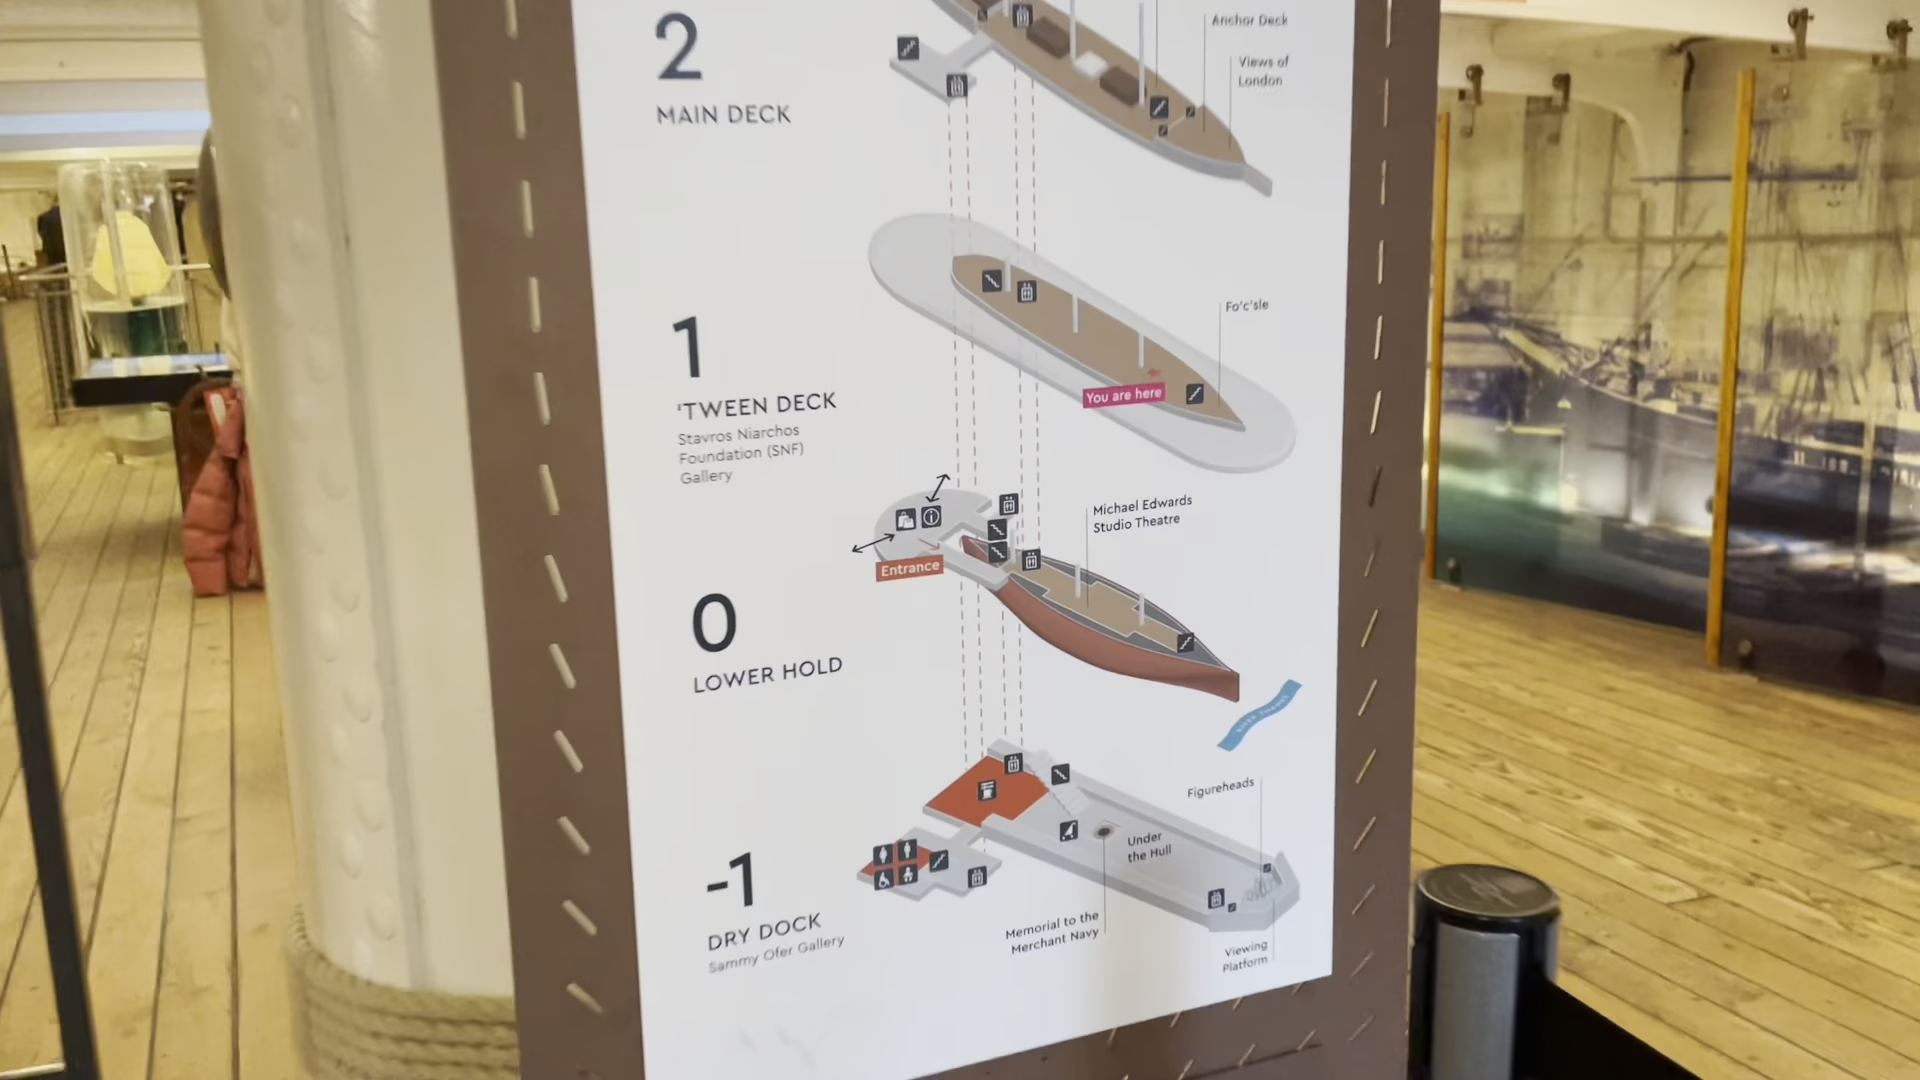 2
MAIN DECK
Anchor Deck
Views of
London
1
'TWEEN DECK
Stavros Niarchos
Foundation (SNF)
Gallery
Fo'c'sle
You are here
0
LOWER HOLD
Michael Edwards
Studio Theatre
Entrance
-1
DRY DOCK
Sammy Ofer Gallery
Figureheads
Under
the Hull
Memorial to the
Merchant Navy
Viewing
Platform